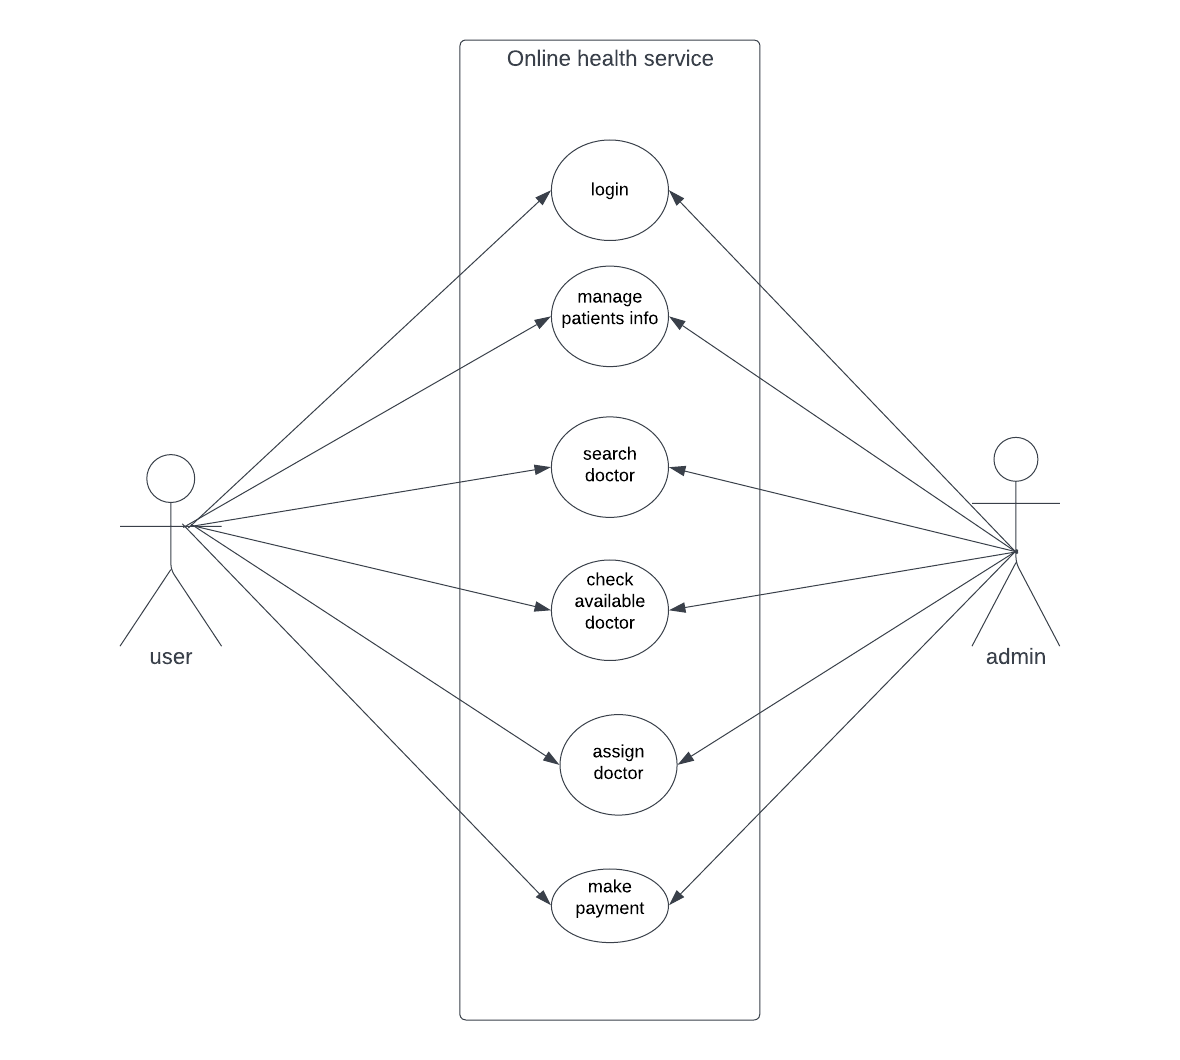 Online health service
login
manage
patients info
search
doctor
check
available
doctor
user
admin
assign
doctor
make
payment